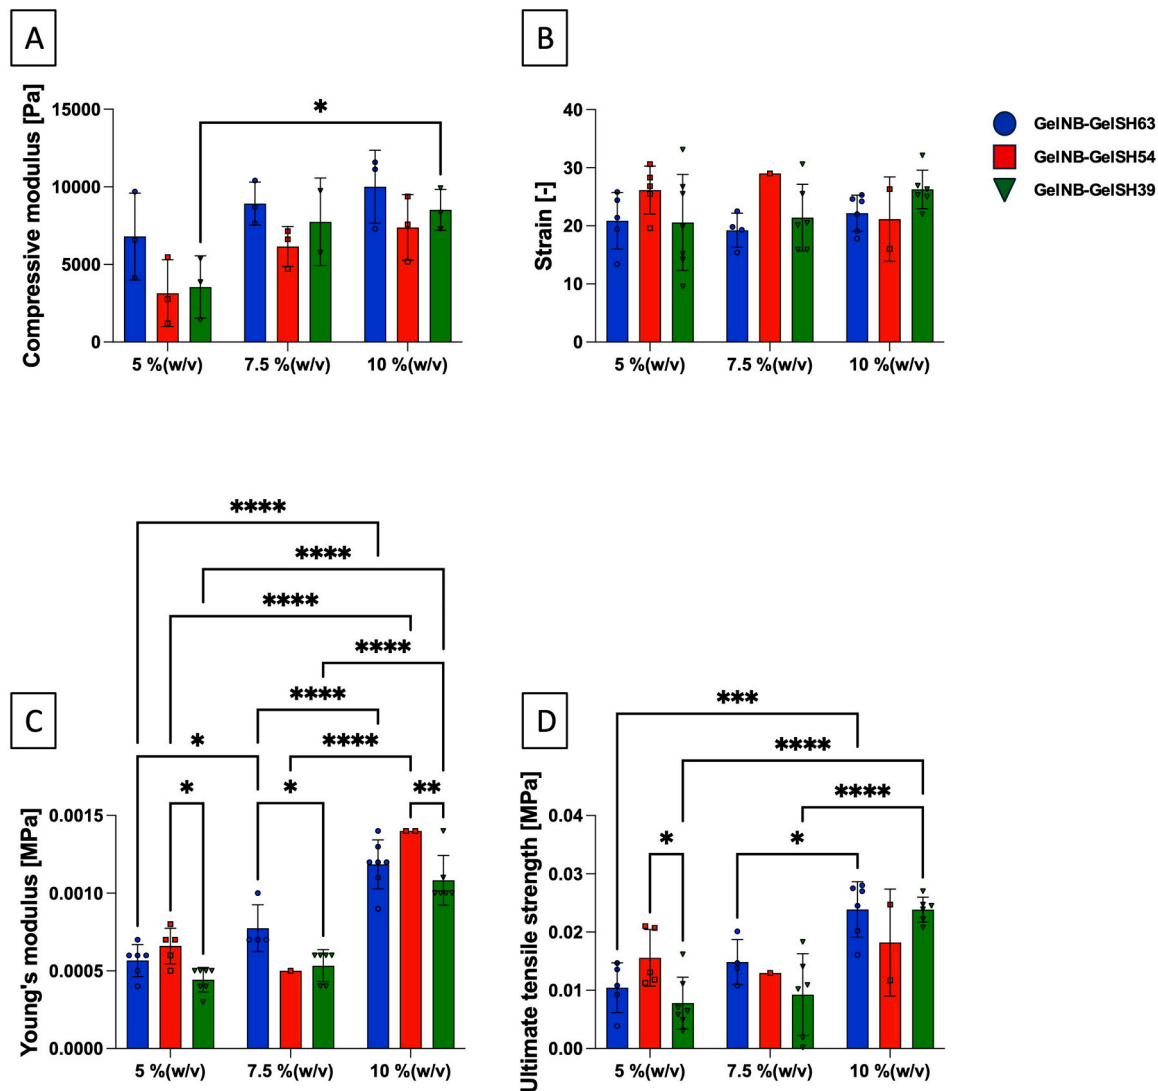 A
B
Compressive modulus [Pa]
15000
10000
5000
0
*
5 %(w/v)
7.5 %(w/v)
10 %(w/v)
Strain [-]
40
30
20
10
0
5 %(w/v)
7.5 %(w/v)
10 %(w/v)
GelNB-GelSH63
GelNB-GelSH54
GelNB-GelSH39
C
D
****
****
****
****
****
*
****
*
*
**
Young's modulus [MPa]
0.0015
0.0010
0.0005
0.0000
5 %(w/v)
7.5 %(w/v)
10 %(w/v)
***
****
****
*
*
Ultimate tensile strength [MPa]
0.04
0.03
0.02
0.01
0.00
5 %(w/v)
7.5 %(w/v)
10 %(w/v)